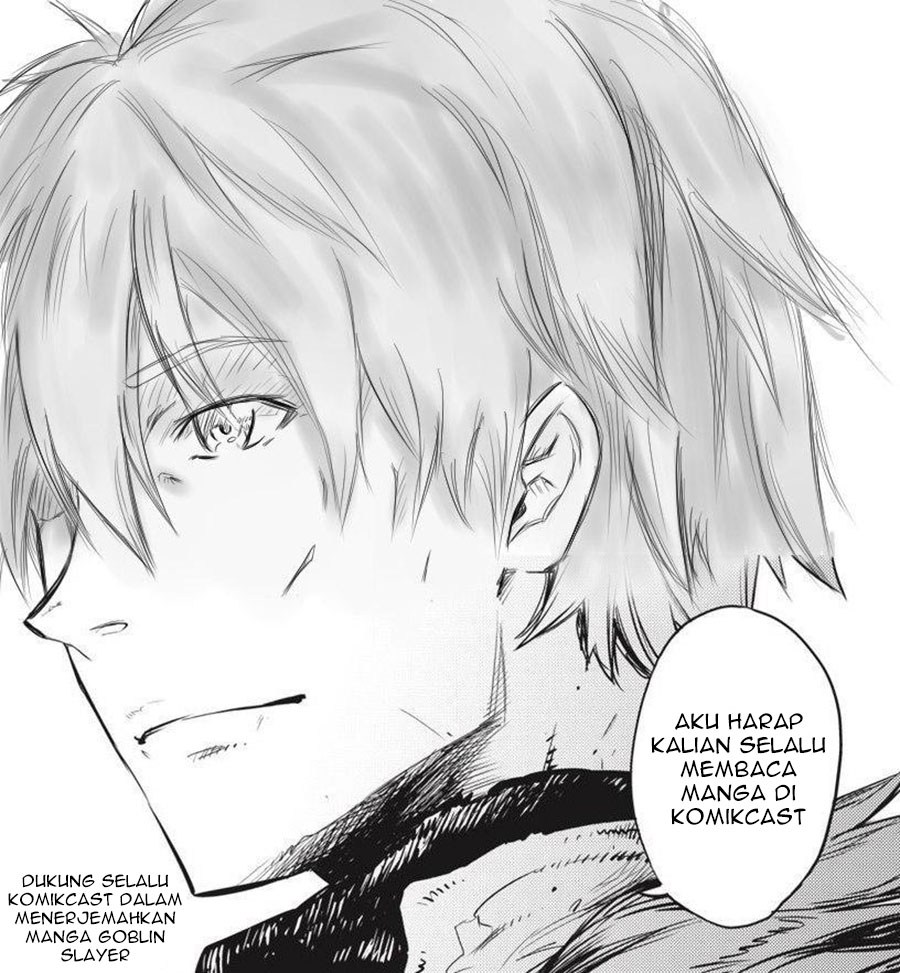 AKU HARAP
KALIAN SELALU
MEMBACA
MANGA DI
KOMIKCAST
DUKUNG SELALU
KOMIKCAST DALAM
MENERJEMAHKAN
MANGA GOBLIN
SLAYER